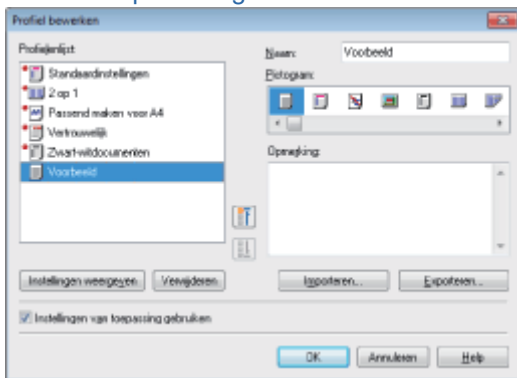 Profiel bewerken
Profielenlijst:
Standaardinstellingen
2 op 1
Passend maken voor A4
Vertrouwelijk
Zwart-witdocumenten
Voorbeeld
Instellingen weergeven
Verwijderen
Naam:
Voorbeeld
Pictogram:
Opmerking:
Importeren...
Exporteren...
Instellingen van toepassing gebruiken
OK
Annuleren
Help